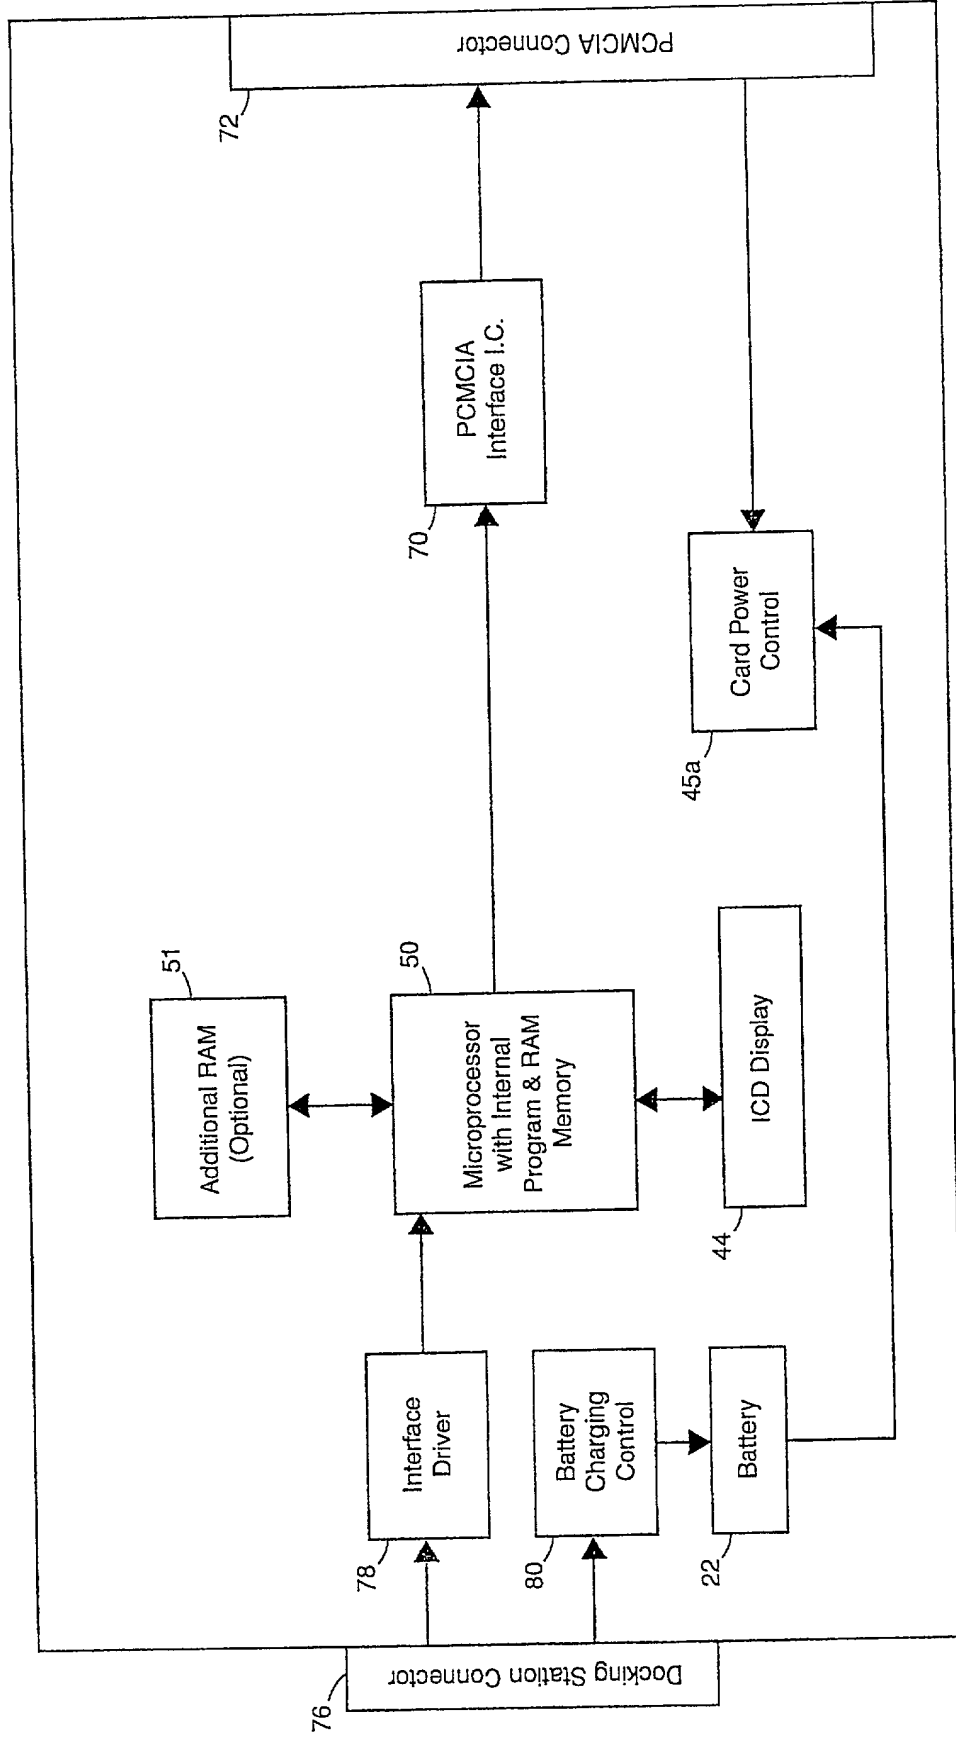 76
Docking Station Connector
78
Interface
Driver
80
Battery
Charging
Control
22
Battery
51
Additional RAM
(Optional)
50
Microprocessor
with Internal
Program & RAM
Memory
44
ICD Display
70
PCMCIA
Interface I.C.
45a
Card Power
Control
72
PCMCIA Connector